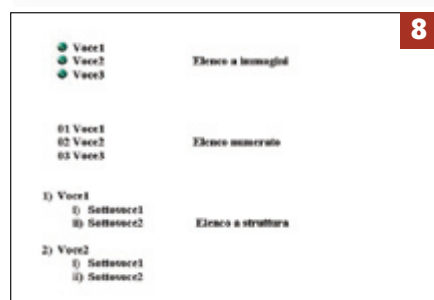 8
Voce1
Voce2 Elenco a immagini
Voce3
01 Voce1
02 Voce2 Elenco numerato
03 Voce3
1) Voce1
i) Sottovoce1
ii) Sottovoce2 Elenco a struttura
2) Voce2
i) Sottovoce1
ii) Sottovoce2